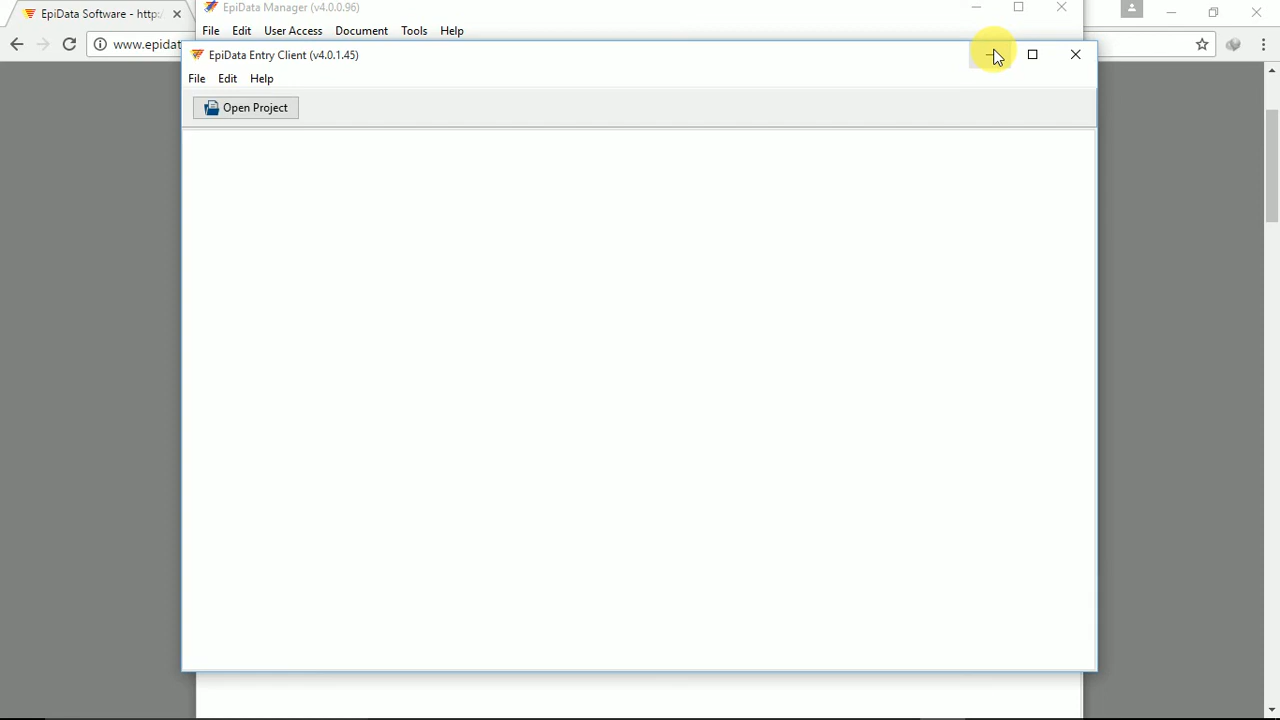 EpiData Software - http:/
EpiData Manager (v4.0.0.96)
File Edit User Access Document Tools Help
www.epidat
EpiData Entry Client (v4.0.1.45)
File Edit Help
Open Project